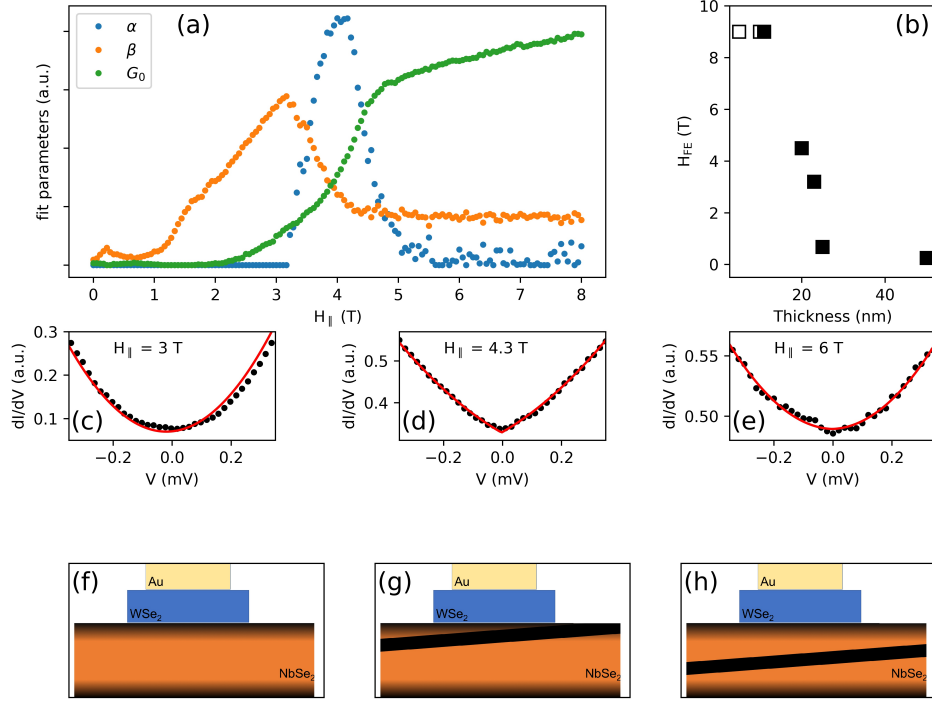 (a)
α
β
G₀
fit parameters (a.u.)
0 1 2 3 4 5 6 7 8
H∥ (T)
(b)
10
8
6
4
2
0
H_FE (T)
20 40
Thickness (nm)
H∥ = 3 T
0.3
0.2
0.1
dI/dV (a.u.)
(c)
−0.2 0.0 0.2
V (mV)
H∥ = 4.3 T
0.5
0.4
dI/dV (a.u.)
(d)
−0.2 0.0 0.2
V (mV)
H∥ = 6 T
0.55
0.50
dI/dV (a.u.)
(e)
−0.2 0.0 0.2
V (mV)
(f)
Au
WSe₂
NbSe₂
(g)
Au
WSe₂
NbSe₂
(h)
Au
WSe₂
NbSe₂